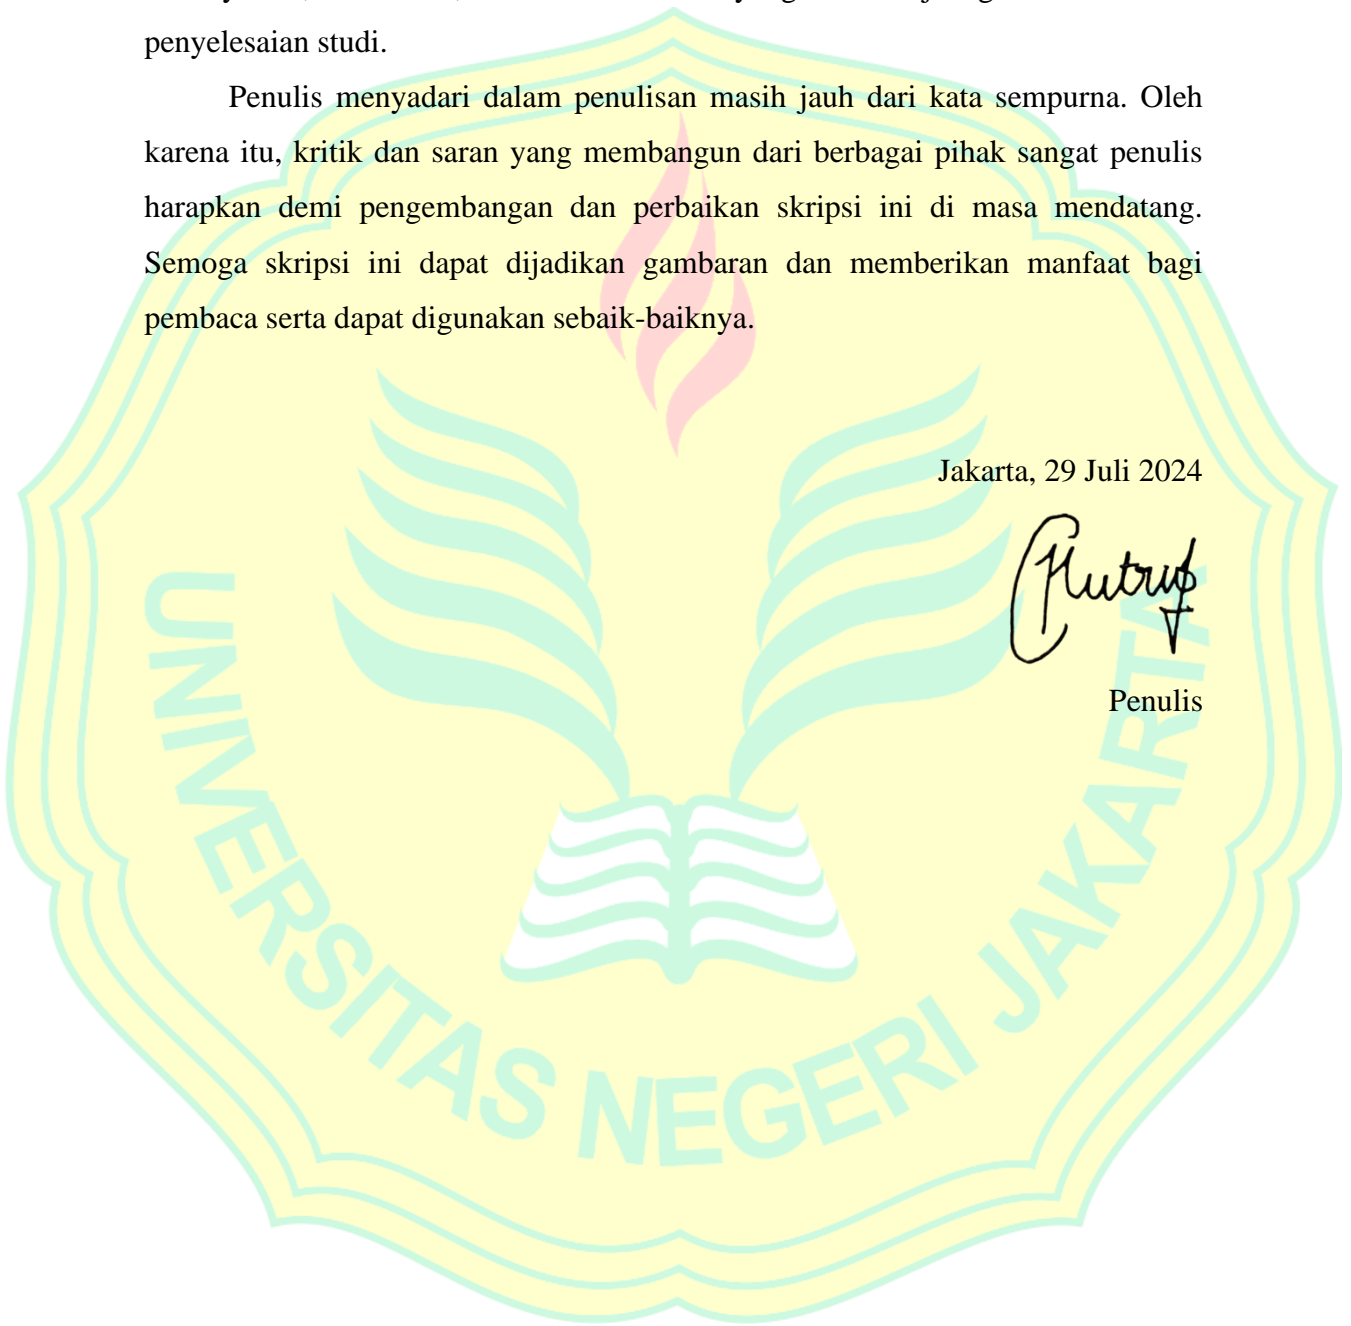 penyelesaian studi.
Penulis menyadari dalam penulisan masih jauh dari kata sempurna. Oleh
karena itu, kritik dan saran yang membangun dari berbagai pihak sangat penulis
harapkan demi pengembangan dan perbaikan skripsi ini di masa mendatang.
Semoga skripsi ini dapat dijadikan gambaran dan memberikan manfaat bagi
pembaca serta dapat digunakan sebaik-baiknya.
Jakarta, 29 Juli 2024
Penulis
UNIVERSITAS NEGERI JAKARTA